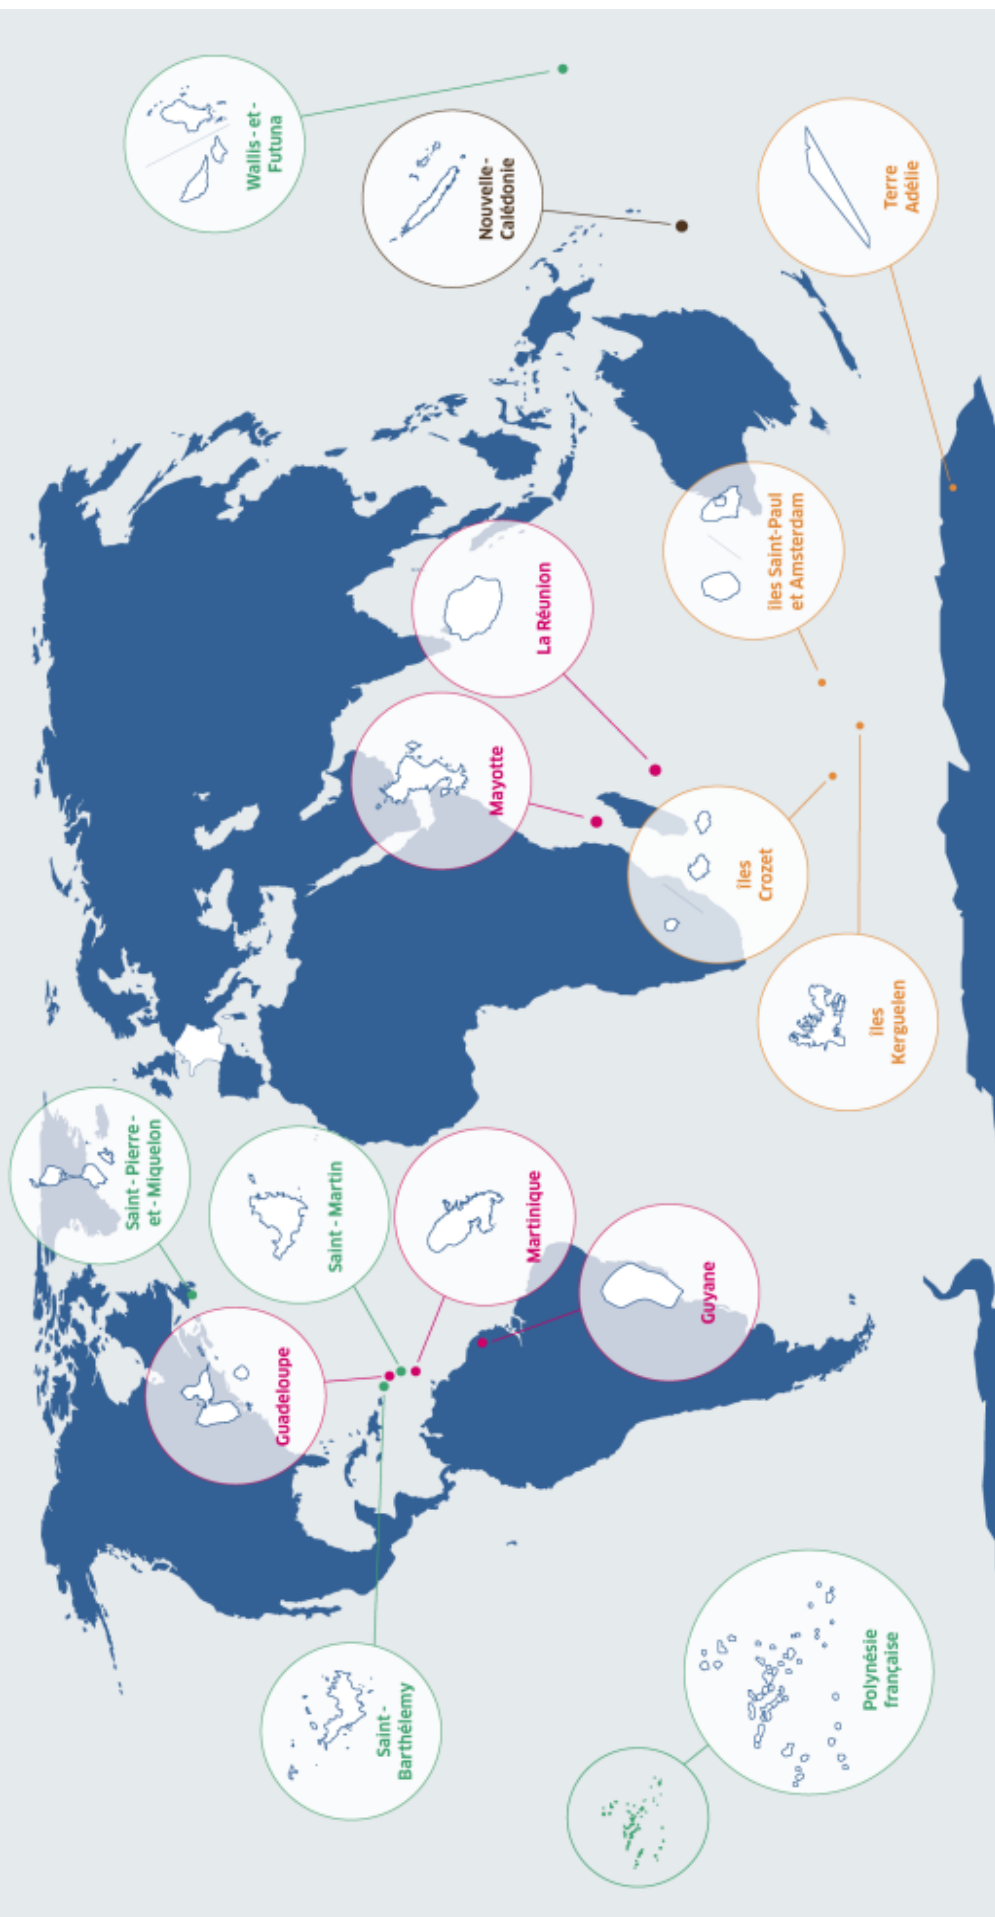 Saint - Pierre -
et - Miquelon
Guadeloupe
Saint - Martin
Saint -
Barthélemy
Martinique
Guyane
Polynésie
française
Mayotte
La Réunion
îles
Crozet
îles
Kerguelen
îles Saint-Paul
et Amsterdam
Terre
Adélie
Nouvelle -
Calédonie
Wallis - et -
Futuna